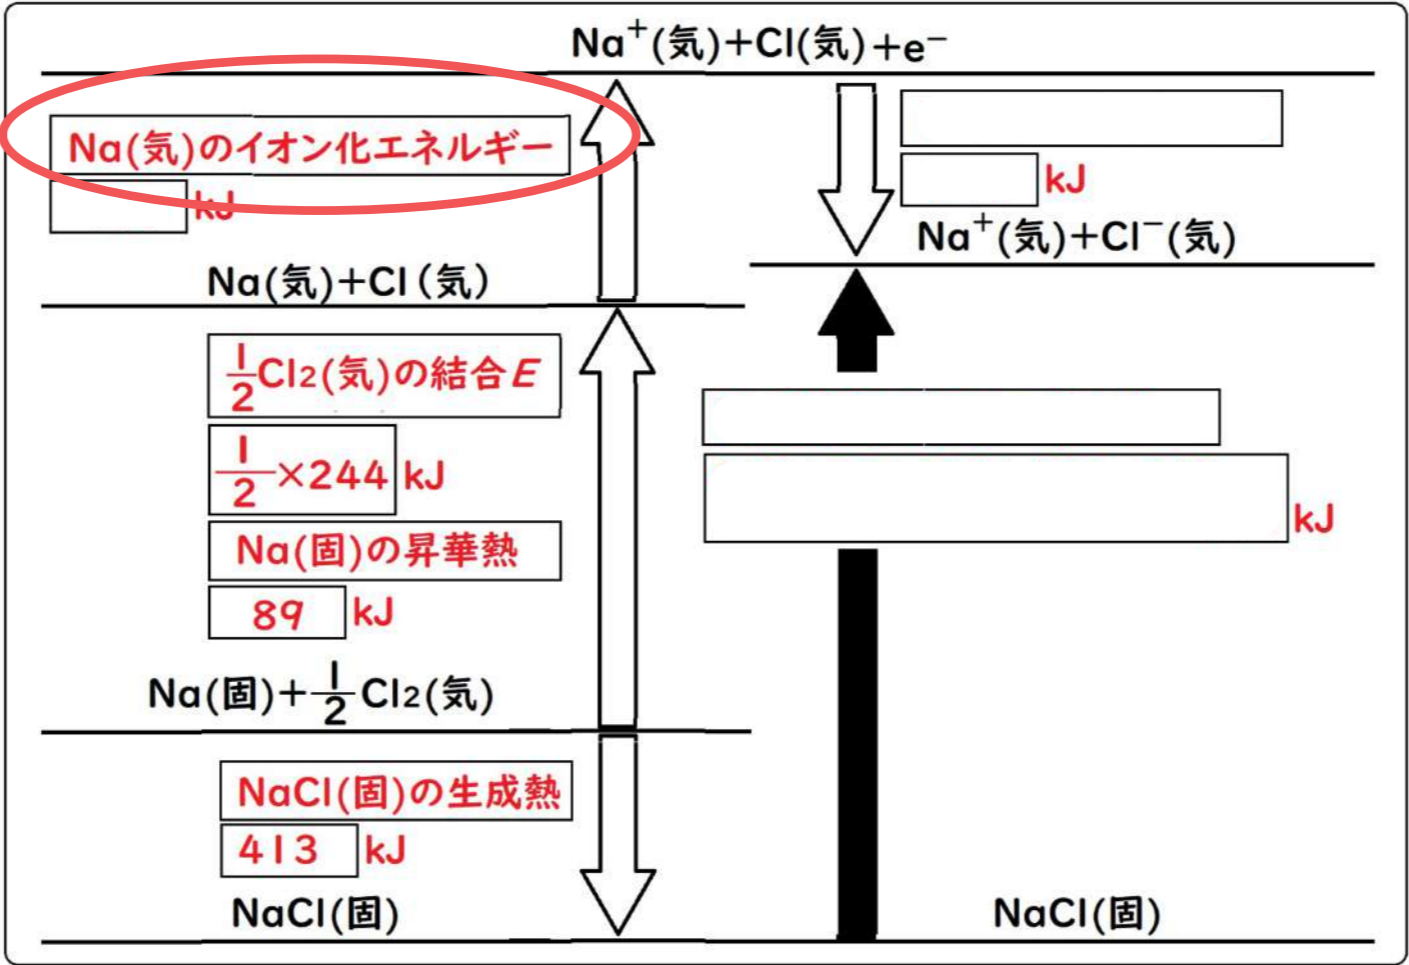 Na⁺(気)+Cl(気)+e⁻
Na(気)のイオン化エネルギー
kJ
kJ
Na⁺(気)+Cl⁻(気)
Na(気)+Cl(気)
1/2Cl₂(気)の結合E
1/2×244 kJ
Na(固)の昇華熱
89 kJ
kJ
Na(固)+1/2Cl₂(気)
NaCl(固)の生成熱
413 kJ
NaCl(固)
NaCl(固)